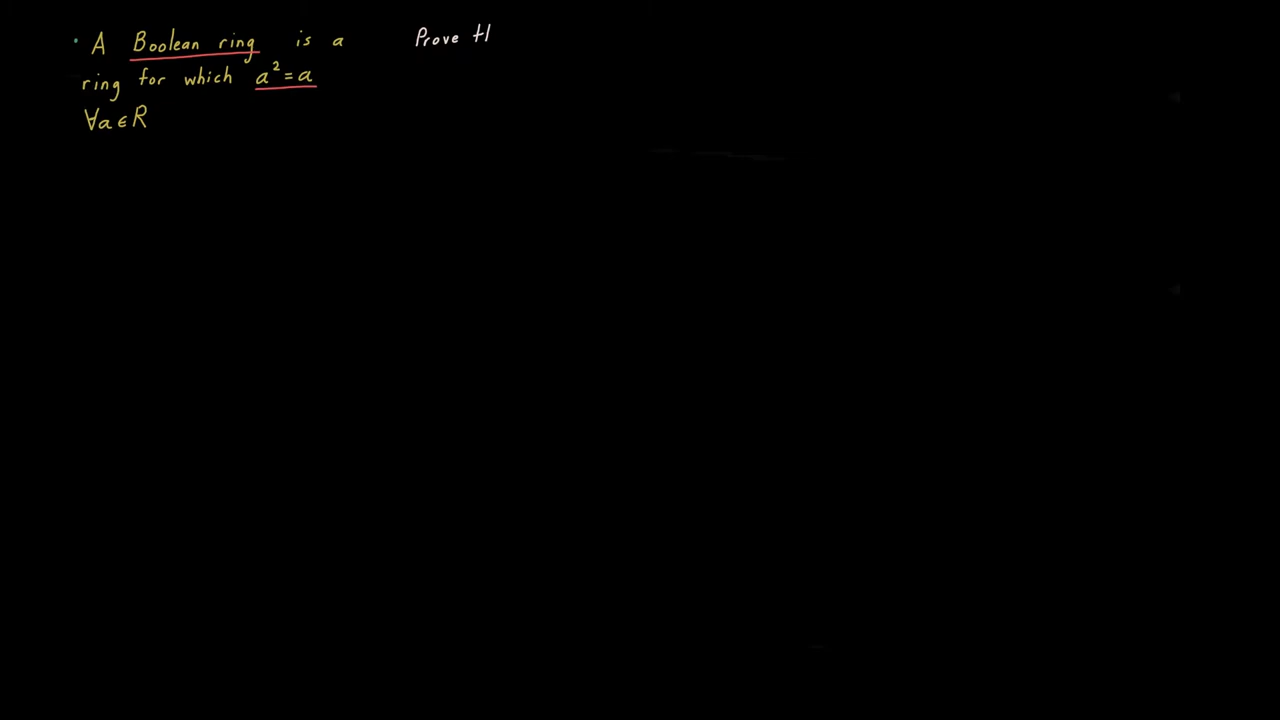 · A Boolean ring is a
ring for which a² = a
∀a ∈ R
Prove